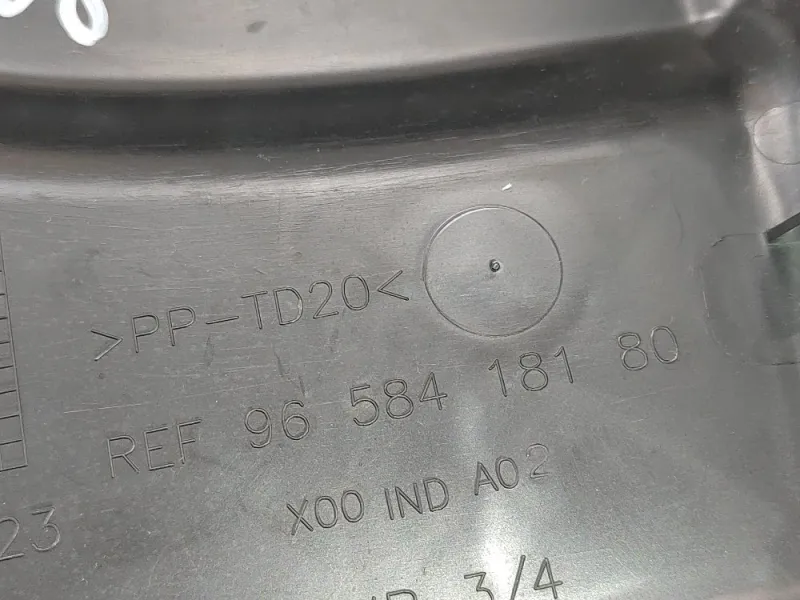 >PP-TD20<
REF 96 584 181 80
X00 IND A02
23
3/4